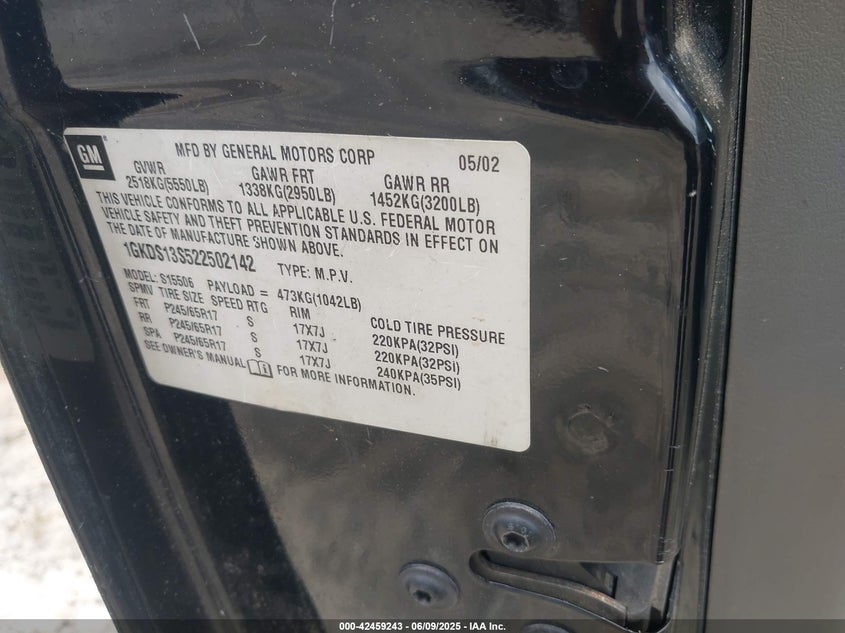 GM
MFD BY GENERAL MOTORS CORP 05/02
GVWR GAWR FRT GAWR RR
2518KG(5550LB) 1338KG(2950LB) 1452KG(3200LB)
THIS VEHICLE CONFORMS TO ALL APPLICABLE U.S. FEDERAL MOTOR
VEHICLE SAFETY AND THEFT PREVENTION STANDARDS IN EFFECT ON
THE DATE OF MANUFACTURE SHOWN ABOVE.
1GKDS13S522502142 TYPE: M.P.V.
MODEL: S15506 PAYLOAD = 473KG(1042LB)
SPMV TIRE SIZE SPEED RTG RIM COLD TIRE PRESSURE
FRT P245/65R17 S 17X7J 220KPA(32PSI)
RR P245/65R17 S 17X7J 220KPA(32PSI)
SPA P245/65R17 S 17X7J 240KPA(35PSI)
SEE OWNER'S MANUAL FOR MORE INFORMATION.
000-42459243 - 06/09/2025 - IAA Inc.